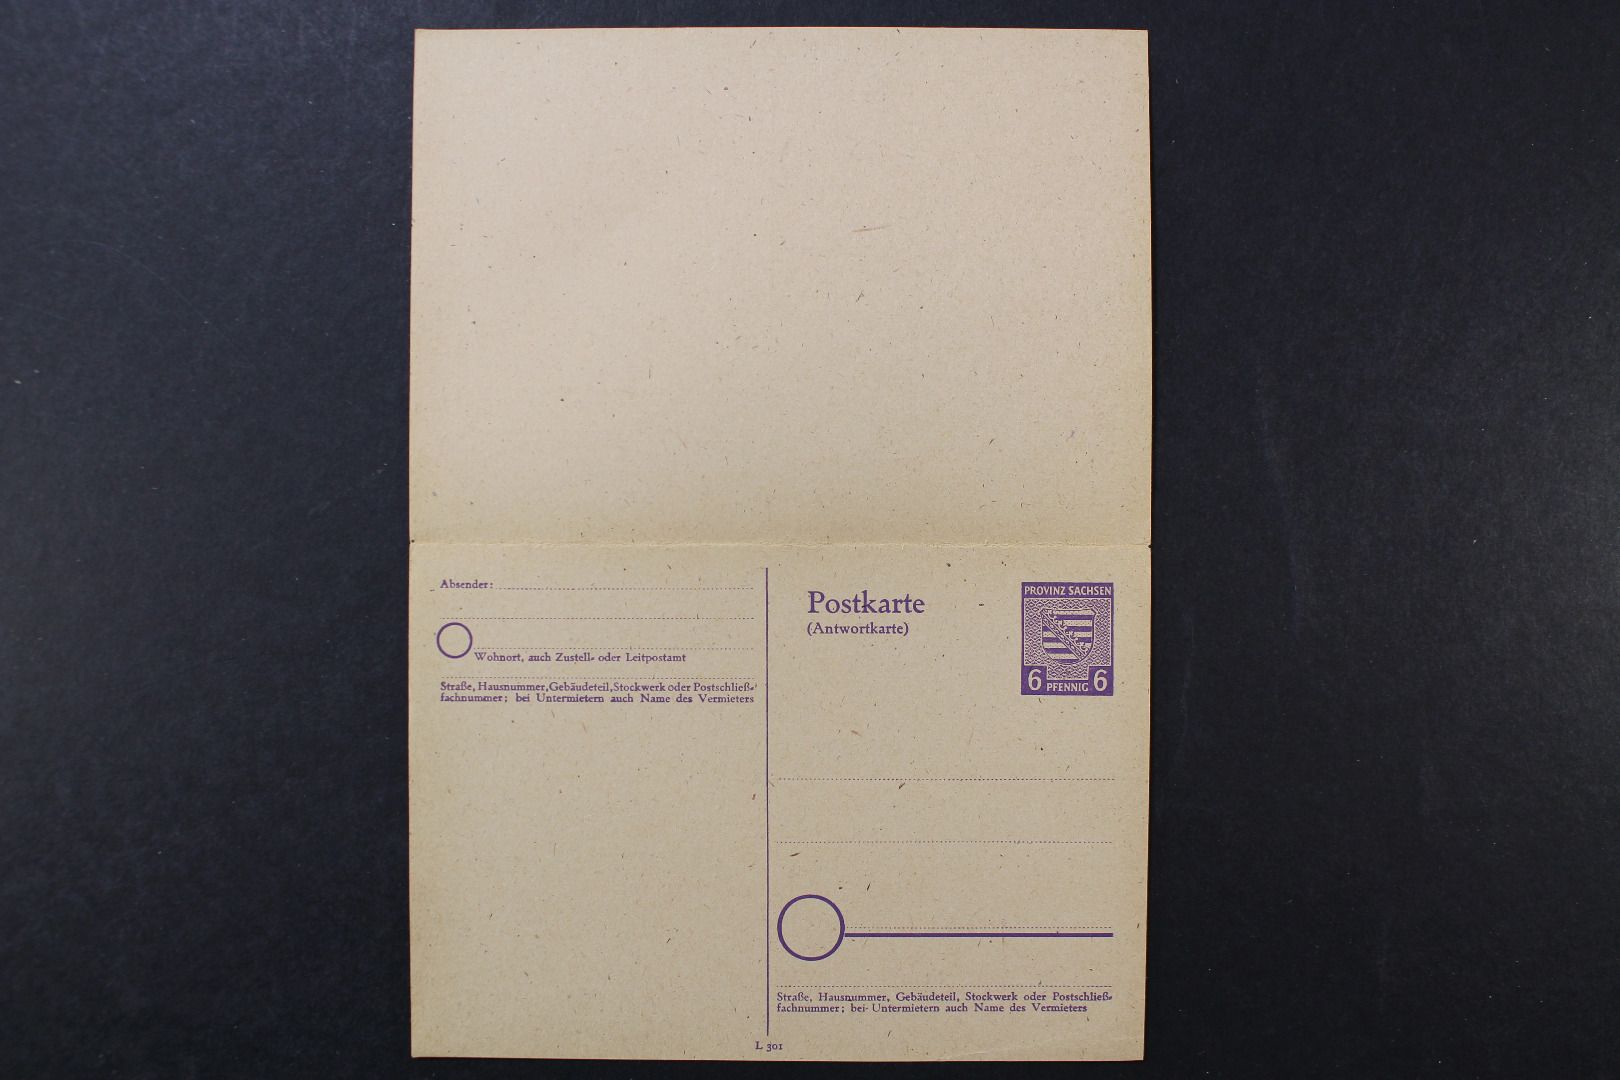 Absender:
Wohnort, auch Zustell- oder Leitpostamt
Straße, Hausnummer, Gebäudeteil, Stockwerk oder Postschließ-
fachnummer; bei Untermietern auch Name des Vermieters
Postkarte
(Antwortkarte)
PROVINZ SACHSEN
6 PFENNIG 6
Straße, Hausnummer, Gebäudeteil, Stockwerk oder Postschließ-
fachnummer; bei Untermietern auch Name des Vermieters
L 301